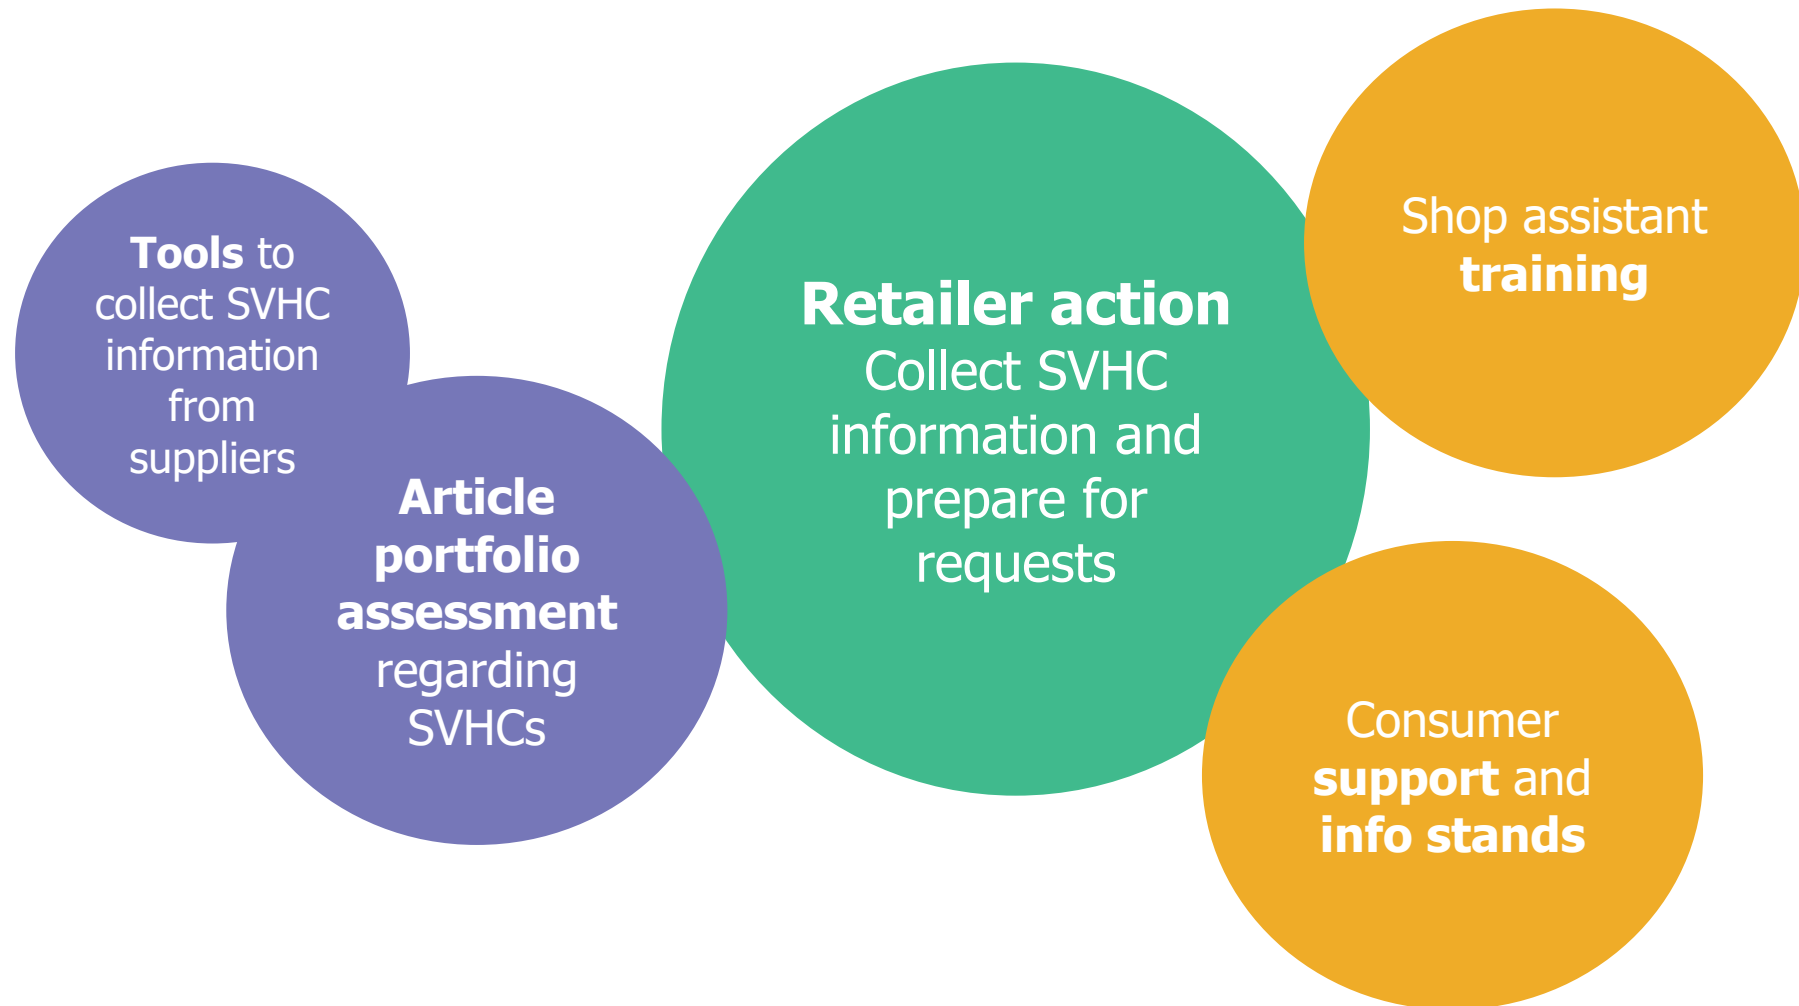 Tools to
collect SVHC
information
from
suppliers
Article
portfolio
assessment
regarding
SVHCs
Retailer action
Collect SVHC
information and
prepare for
requests
Shop assistant
training
Consumer
support and
info stands